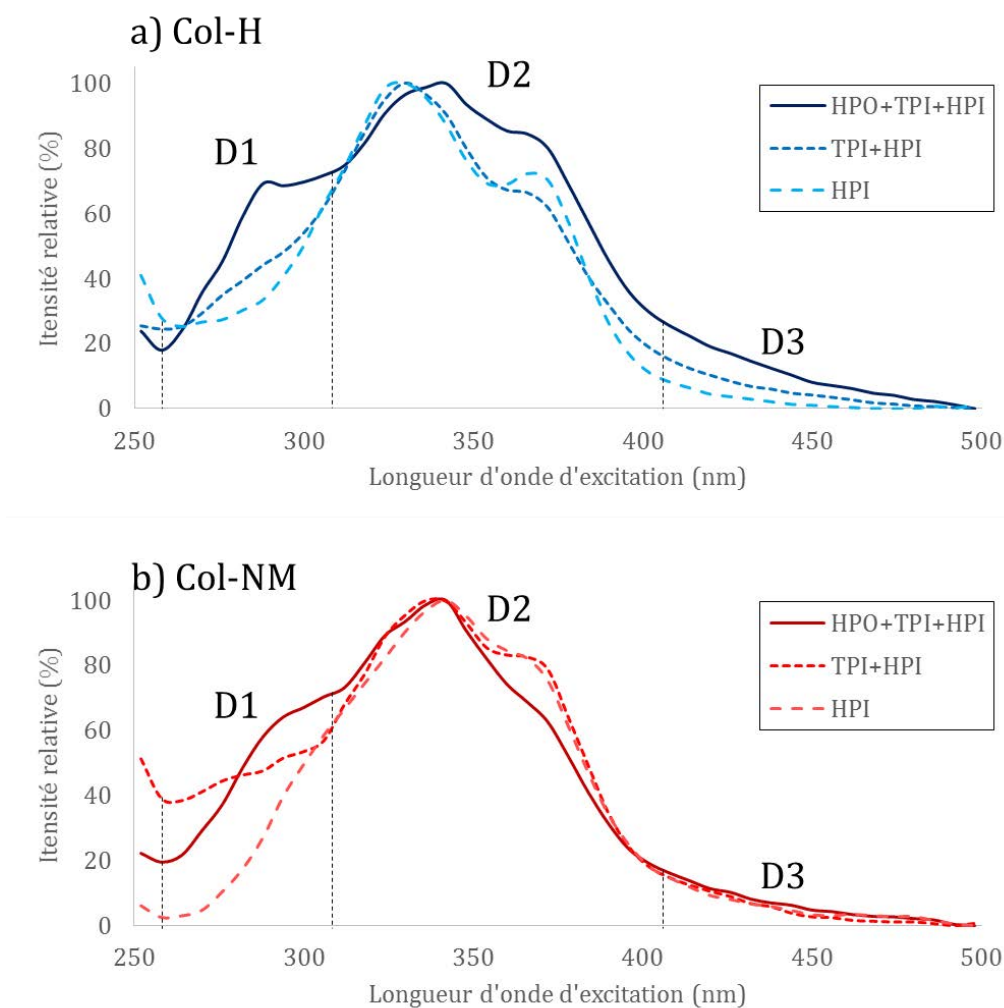 a) Col-H
D2
D1
D3
Itensité relative (%)
100
80
60
40
20
0
250 300 350 400 450 500
Longueur d'onde d'excitation (nm)
HPO+TPI+HPI
TPI+HPI
HPI
b) Col-NM
D2
D1
D3
Itensité relative (%)
100
80
60
40
20
0
250 300 350 400 450 500
Longueur d'onde d'excitation (nm)
HPO+TPI+HPI
TPI+HPI
HPI